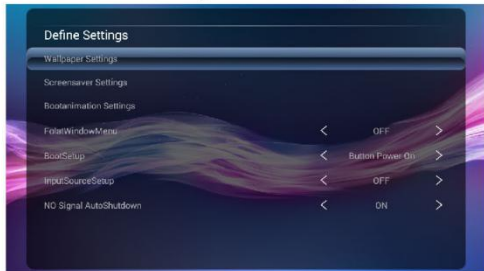 Define Settings
Wallpaper Settings
Screensaver Settings
Bootanimation Settings
FolatWindowMenu < OFF >
BootSetup < Button Power On >
InputSourceSetup < OFF >
NO Signal AutoShutdown < ON >